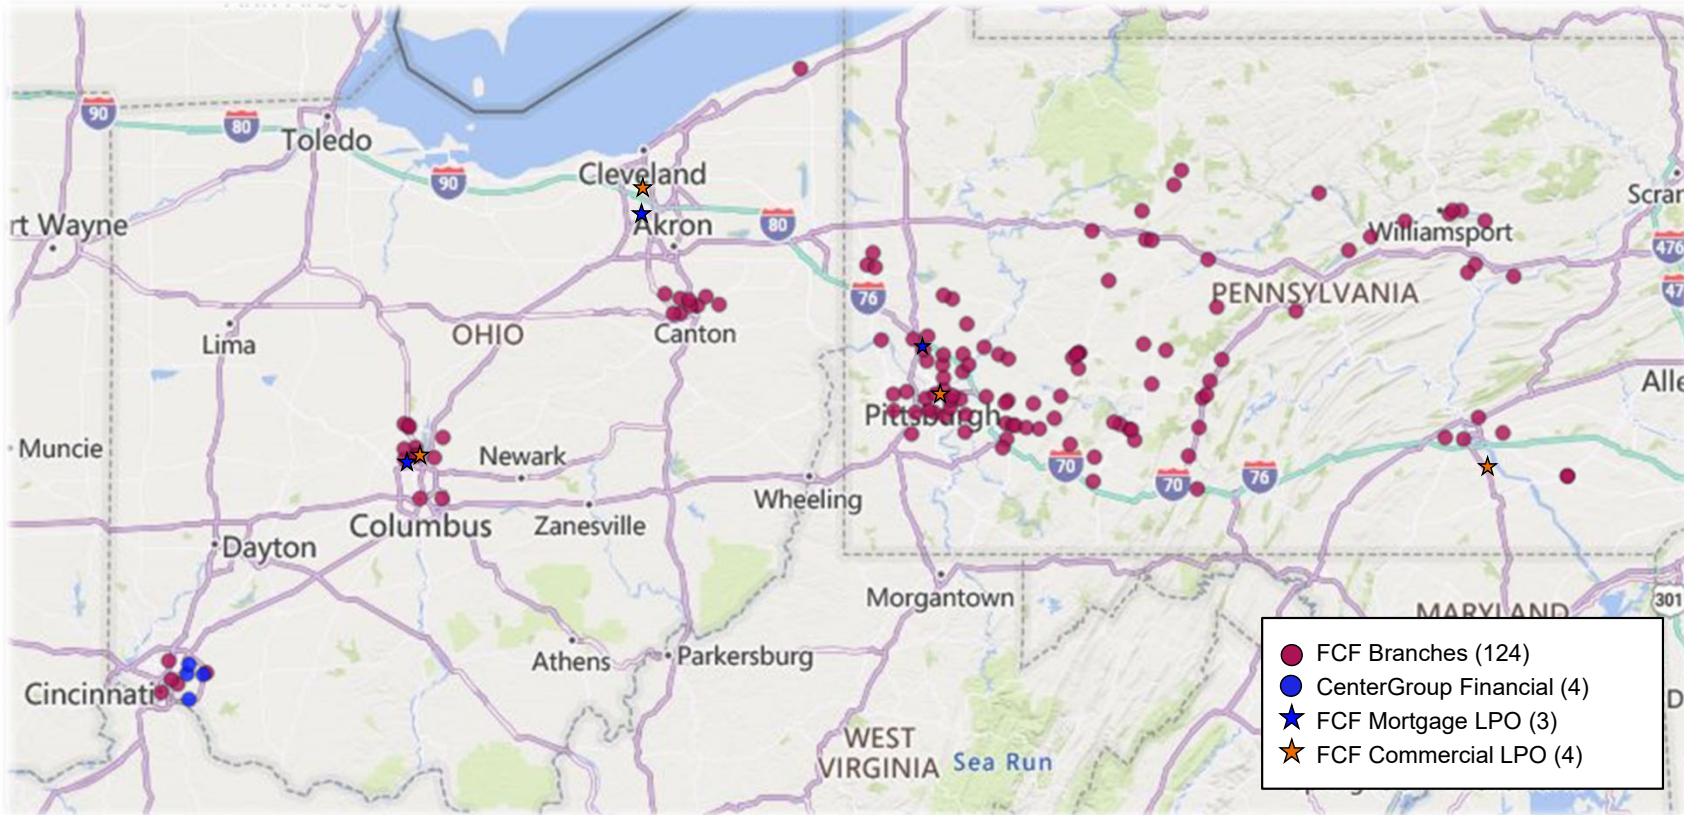 90
80
Toledo
90
Cleveland
Akron
80
rt Wayne
Scrar
Williamsport
476
47
76
PENNSYLVANIA
Lima
OHIO
Canton
Alle
Pittsburgh
Muncie
Newark
70
70
76
Wheeling
Columbus
Zanesville
Dayton
Morgantown
MARYLAND
301
Athens
Parkersburg
Cincinnati
WEST
VIRGINIA
Sea Run
D
FCF Branches (124)
CenterGroup Financial (4)
FCF Mortgage LPO (3)
FCF Commercial LPO (4)